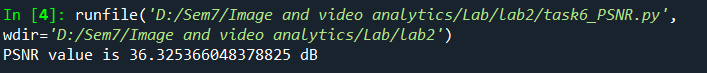 In [4]: runfile('D:/Sem7/Image and video analytics/Lab/lab2/task6_PSNR.py',
wdir='D:/Sem7/Image and video analytics/Lab/lab2')
PSNR value is 36.325366048378825 dB